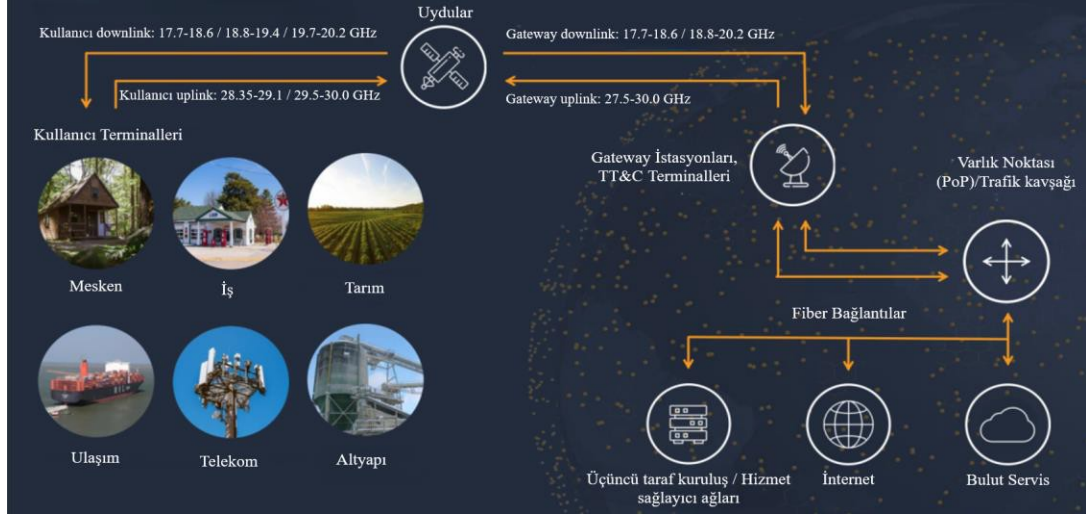 Uydular
Kullanıcı downlink: 17.7-18.6 / 18.8-19.4 / 19.7-20.2 GHz
Gateway downlink: 17.7-18.6 / 18.8-20.2 GHz
Kullanıcı uplink: 28.35-29.1 / 29.5-30.0 GHz
Gateway uplink: 27.5-30.0 GHz
Kullanıcı Terminalleri
Gateway İstasyonları,
TT&C Terminalleri
Varlık Noktası
(PoP)/Trafik kavşağı
Mesken
İş
Tarım
Fiber Bağlantılar
Ulaşım
Telekom
Altyapı
Üçüncü taraf kuruluş / Hizmet
sağlayıcı ağları
İnternet
Bulut Servis